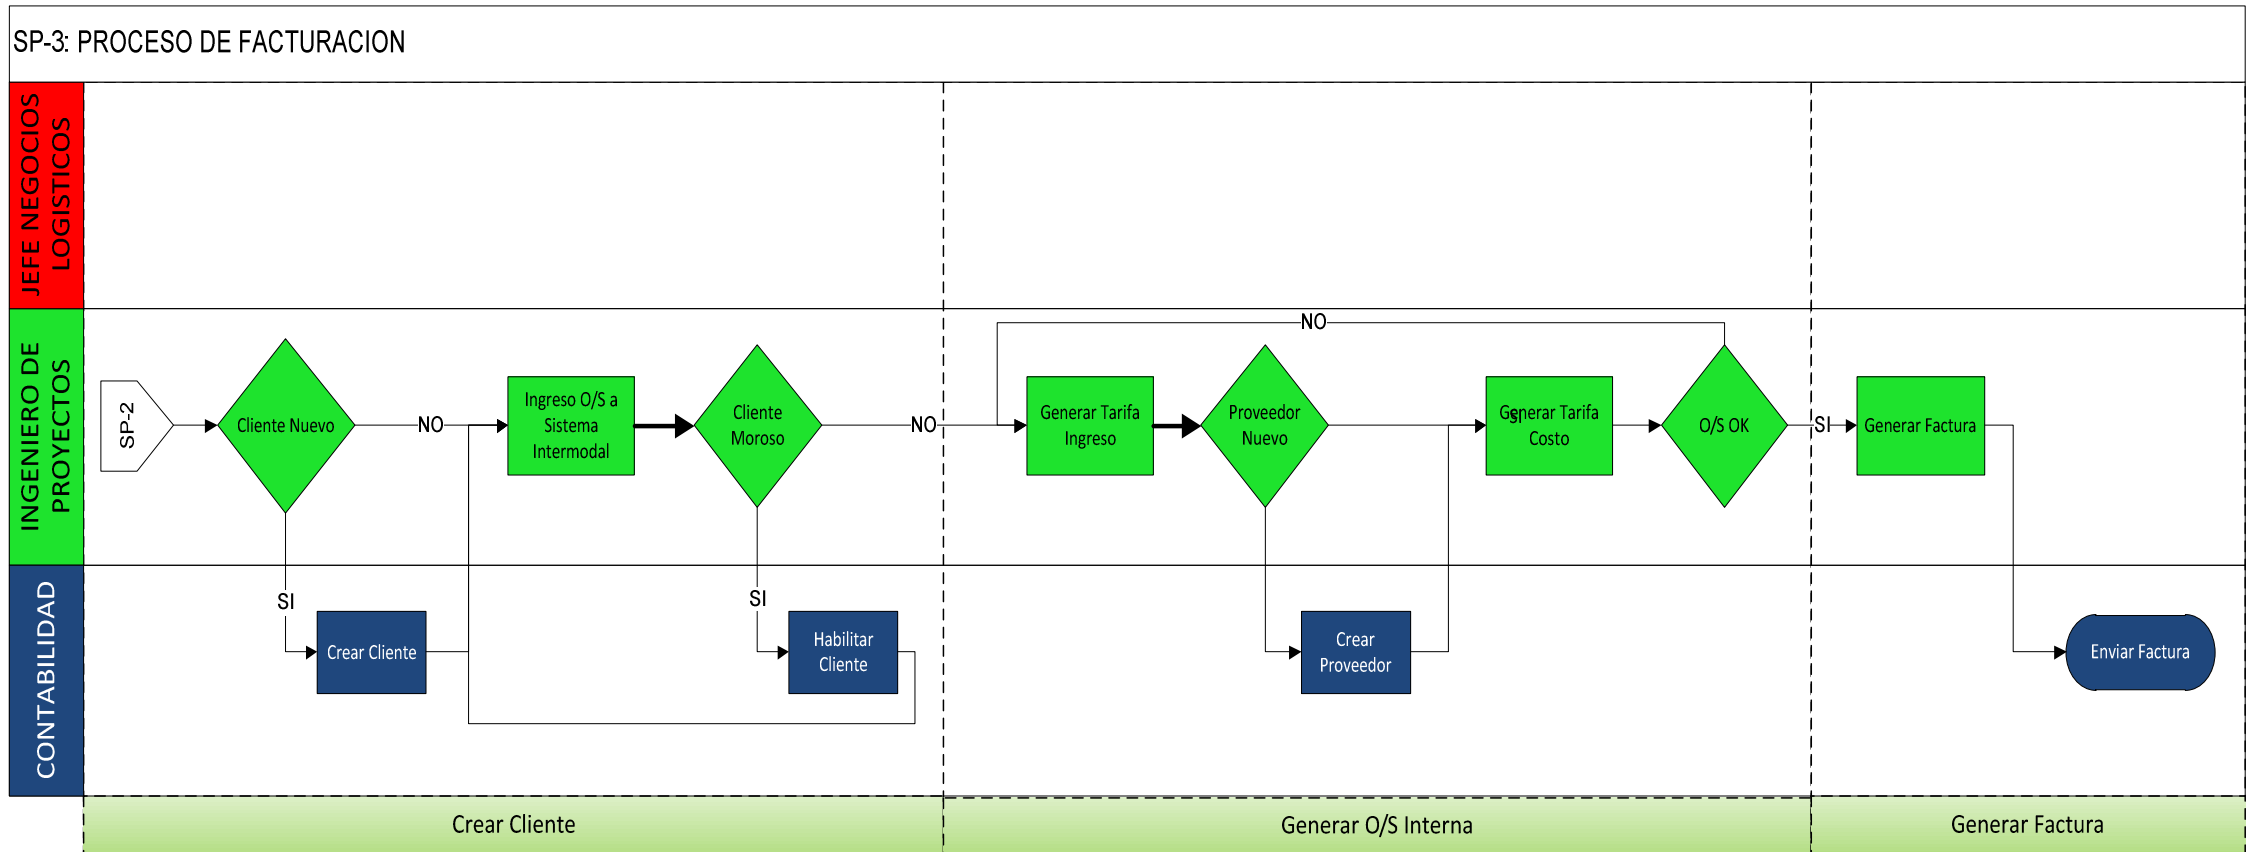 SP-3: PROCESO DE FACTURACION
JEFE NEGOCIOS
LOGISTICOS
INGENIERO DE
PROYECTOS
SP-2
Cliente Nuevo
NO
Ingreso O/S a
Sistema
Intermodal
Cliente
Moroso
NO
NO
Generar Tarifa
Ingreso
Proveedor
Nuevo
Generar Tarifa
Costo
SI
O/S OK
SI
Generar Factura
CONTABILIDAD
SI
Crear Cliente
SI
Habilitar
Cliente
Crear
Proveedor
Enviar Factura
Crear Cliente
Generar O/S Interna
Generar Factura